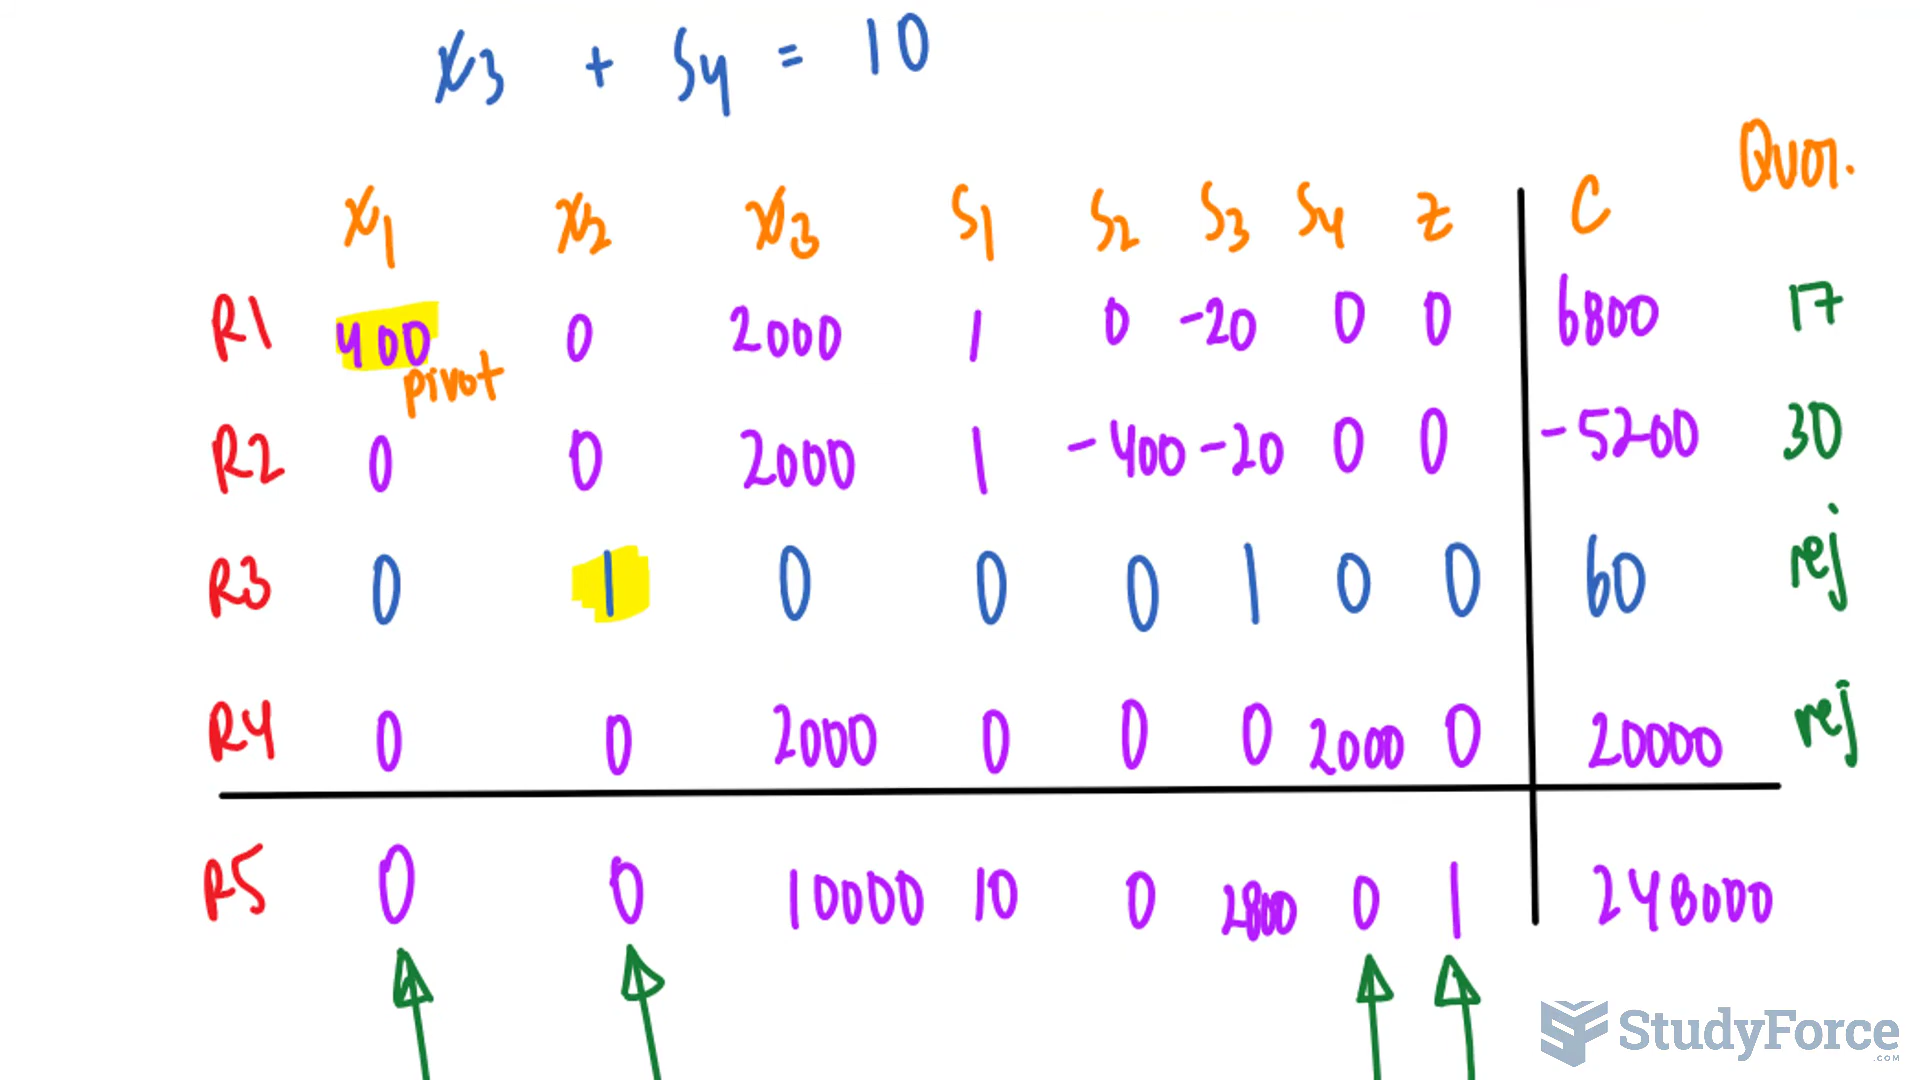 x3 + S4 = 10
Quot.
x1 x2 x3 S1 S2 S3 S4 Z C
R1 400 0 2000 1 0 -20 0 0 6800 17
pivot
R2 0 0 2000 1 -400 -20 0 0 -5200 30
R3 0 1 0 0 0 1 0 0 60 rej
R4 0 0 2000 0 0 0 2000 0 20000 rej
R5 0 0 10000 10 0 2800 0 1 248000
StudyForce
.COM